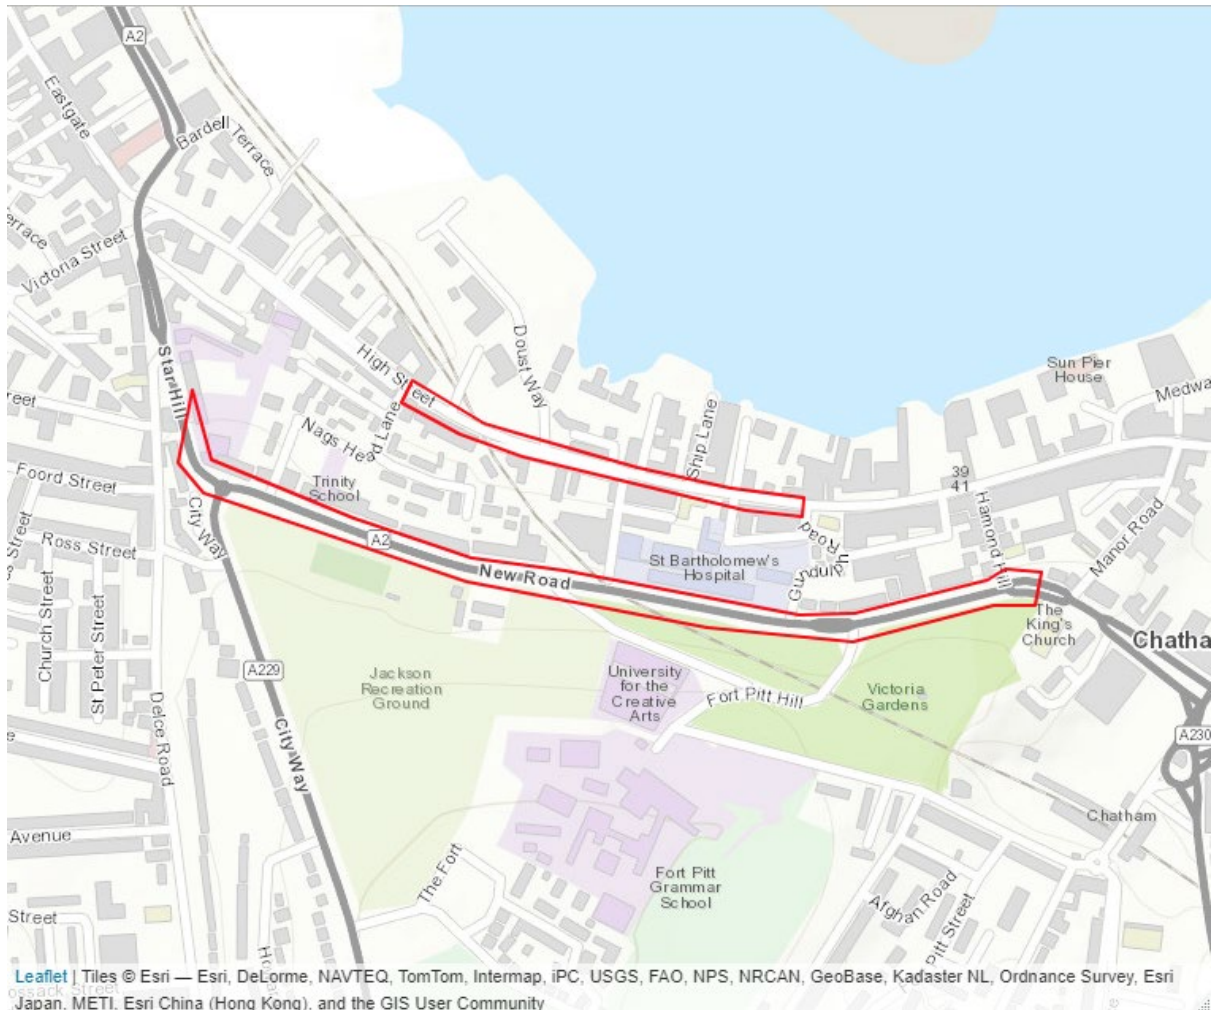 A2
Eastgate
Bardell Terrace
Victoria Street
Star Hill
High Street
Doust Way
Sun Pier
House
Nags Head Lane
Ship Lane
39
41
Foord Street
Trinity
School
City Way
Ross Street
A2
New Road
St Bartholomew's
Hospital
Hamond Hill
Manor Road
The
King's
Church
Chatha
Church Street
St Peter Street
A229
Jackson
Recreation
Ground
University
for the
Creative
Arts
Fort Pitt Hill
Victoria
Gardens
Delce Road
City Way
A230
Chatham
Avenue
The Fort
Fort Pitt
Grammar
School
Afghan Road
Pitt Street
Street
Leaflet | Tiles © Esri — Esri, DeLorme, NAVTEQ, TomTom, Intermap, iPC, USGS, FAO, NPS, NRCAN, GeoBase, Kadaster NL, Ordnance Survey, Esri
Japan, METI, Esri China (Hong Kong), and the GIS User Community